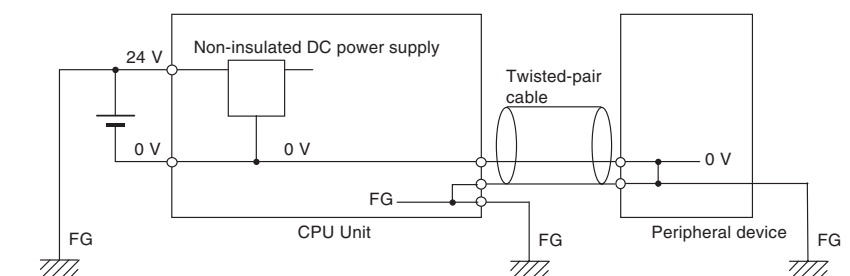 Non-insulated DC power supply
24 V
Twisted-pair
cable
0 V
0 V
0 V
FG
CPU Unit
Peripheral device
FG
FG
FG